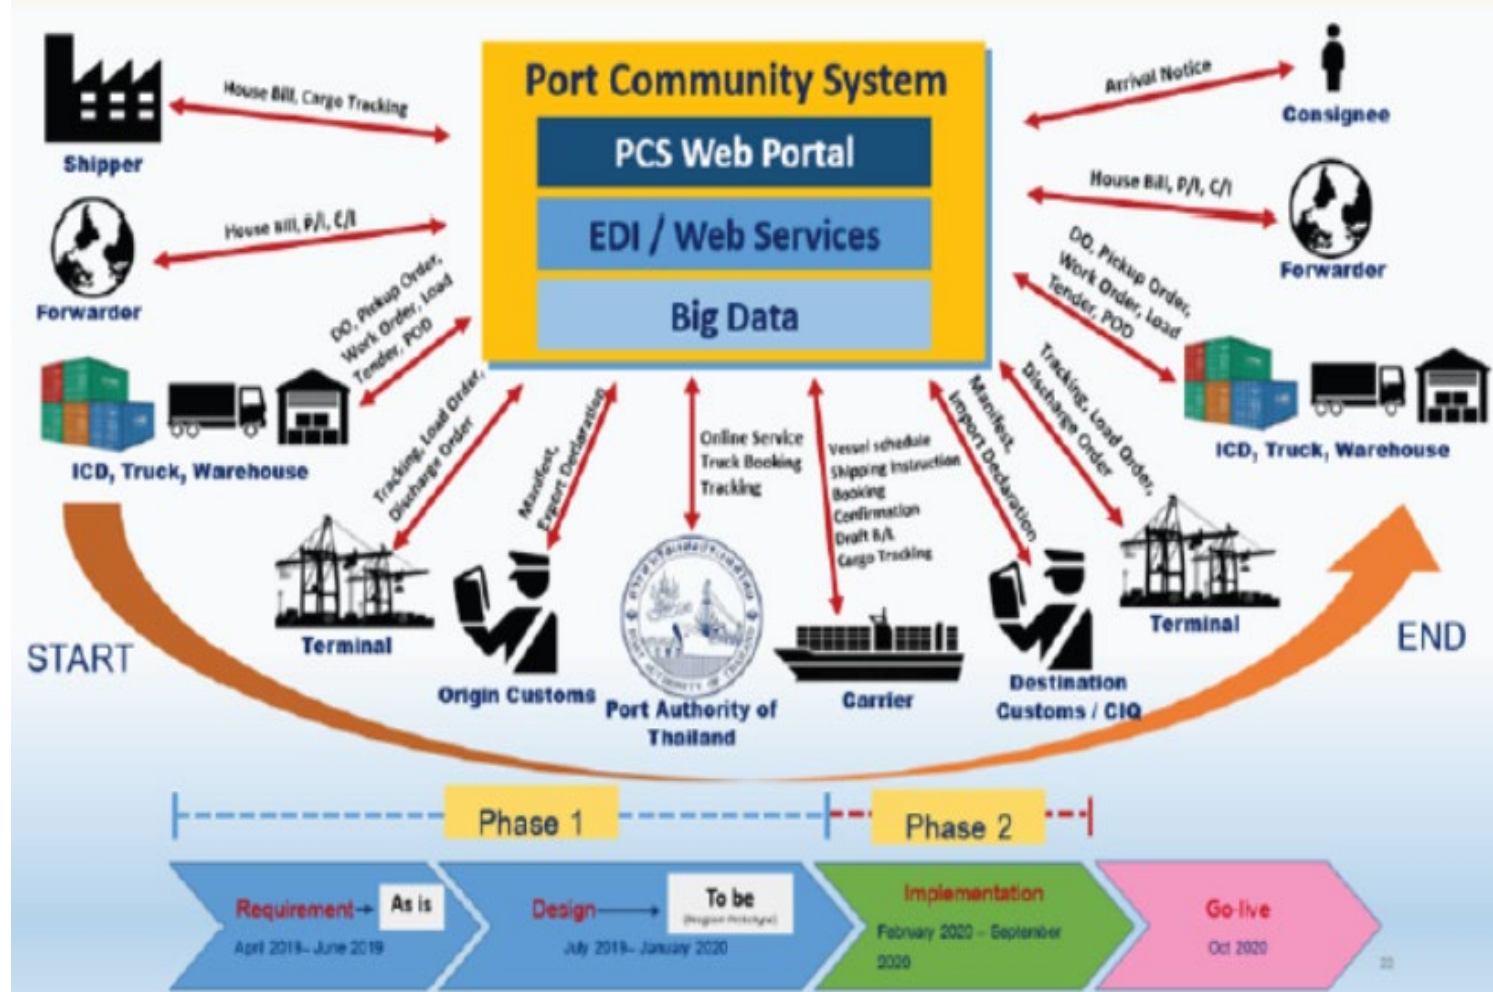 Port Community System
PCS Web Portal
EDI / Web Services
Big Data
House Bill, Cargo Tracking
Shipper
House Bill, P/I, C/I
Forwarder
DO, Pickup Order,
Work Order, Load
Tender, POD
ICD, Truck, Warehouse
Tracking, Load Order,
Discharge Order
Terminal
Manifest,
Export Declaration
Origin Customs
Online Service
Truck Booking
Tracking
PORT AUTHORITY OF THAILAND
Port Authority of
Thailand
Vessel schedule
Shipping Instruction
Booking
Confirmation
Draft B/L
Cargo Tracking
Carrier
Manifest,
Import Declaration
Destination
Customs / CIQ
Tracking, Load Order,
Discharge Order
Terminal
DO, Pickup Order,
Work Order, Load
Tender, POD
ICD, Truck, Warehouse
House Bill, P/I, C/I
Forwarder
Arrival Notice
Consignee
START
END
Phase 1
Phase 2
Requirement
As is
April 2019– June 2019
Design
To be
July 2019– January 2020
Implementation
February 2020 – September
2020
Go-live
Oct 2020